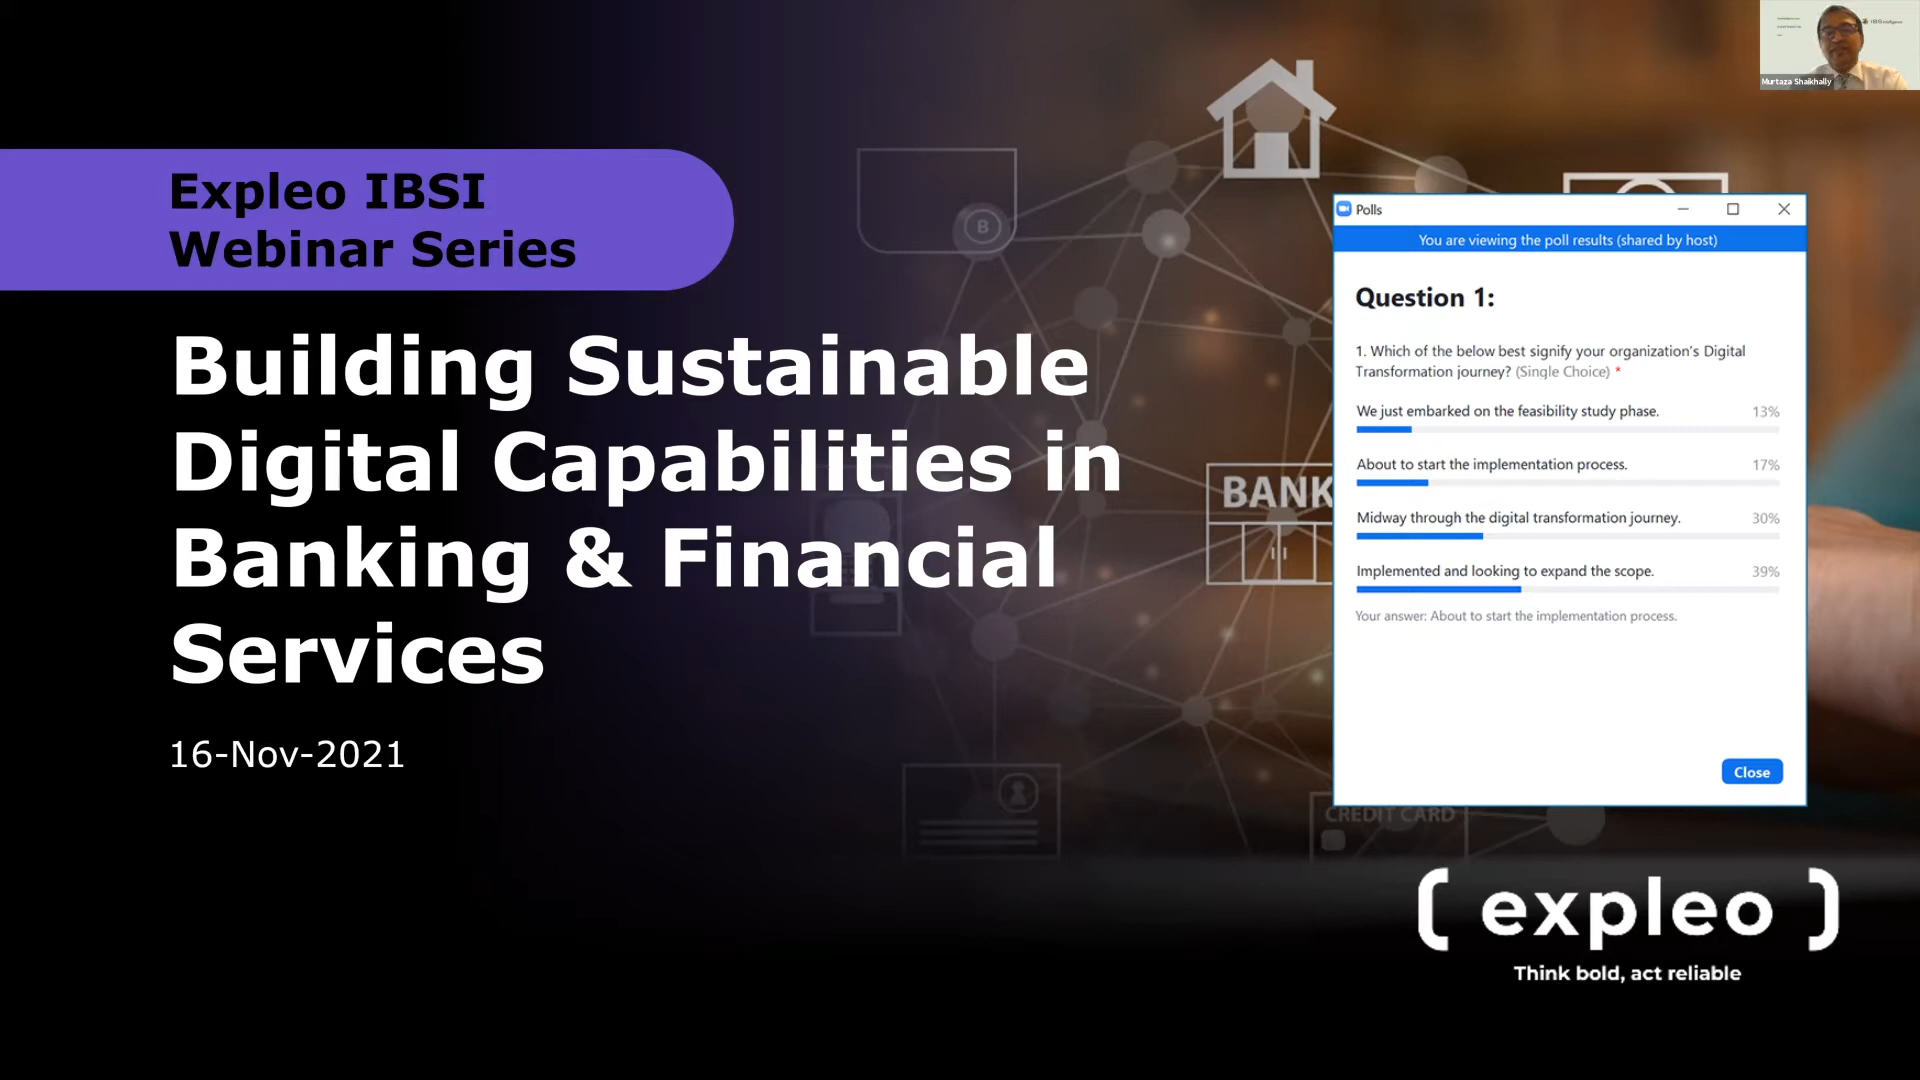 Murtaza Shaikhally
Expleo IBSI
Webinar Series
Building Sustainable
Digital Capabilities in
Banking & Financial
Services
16-Nov-2021
B
BANK
CREDIT CARD
Polls
You are viewing the poll results (shared by host)
Question 1:
1. Which of the below best signify your organization's Digital
Transformation journey? (Single Choice) *
We just embarked on the feasibility study phase. 13%
About to start the implementation process. 17%
Midway through the digital transformation journey. 30%
Implemented and looking to expand the scope. 39%
Your answer: About to start the implementation process.
Close
( expleo )
Think bold, act reliable